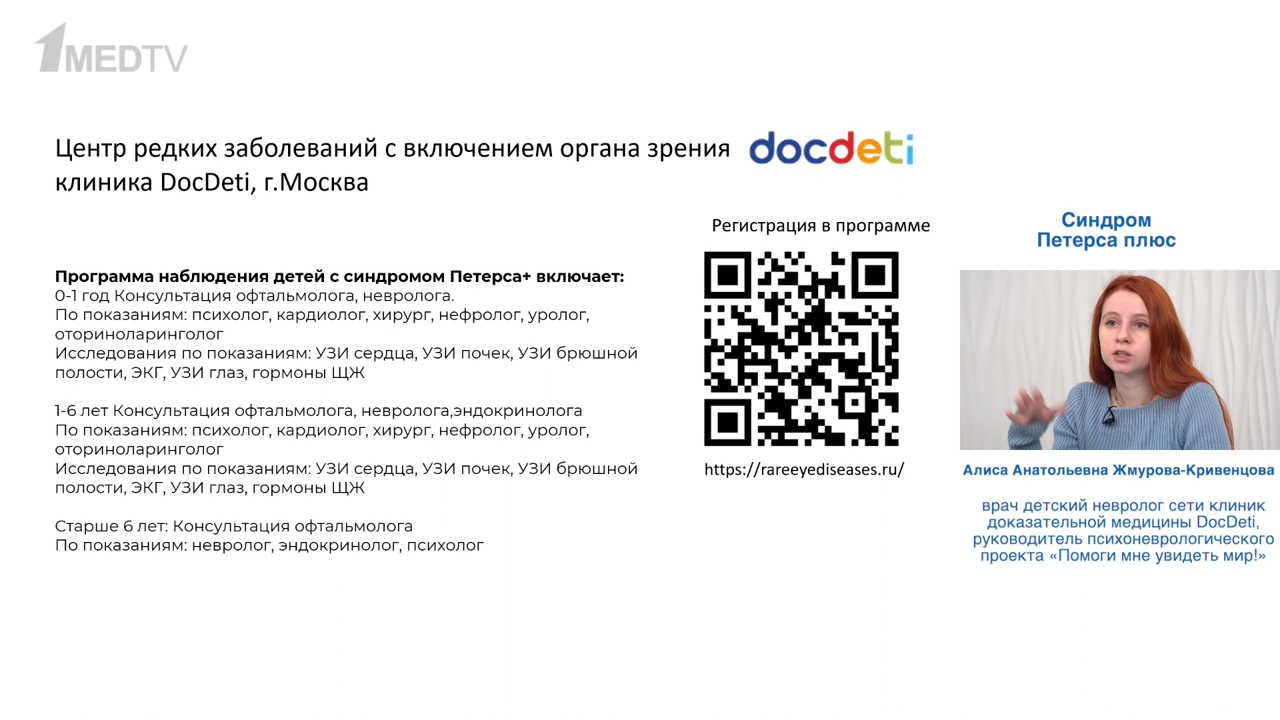 1MEDTV
Центр редких заболеваний с включением органа зрения
клиника DocDeti, г.Москва
docdeti
Регистрация в программе
Программа наблюдения детей с синдромом Петерса+ включает:
0-1 год Консультация офтальмолога, невролога.
По показаниям: психолог, кардиолог, хирург, нефролог, уролог,
оториноларинголог
Исследования по показаниям: УЗИ сердца, УЗИ почек, УЗИ брюшной
полости, ЭКГ, УЗИ глаз, гормоны ЩЖ
1-6 лет Консультация офтальмолога, невролога,эндокринолога
По показаниям: психолог, кардиолог, хирург, нефролог, уролог,
оториноларинголог
Исследования по показаниям: УЗИ сердца, УЗИ почек, УЗИ брюшной
полости, ЭКГ, УЗИ глаз, гормоны ЩЖ
Старше 6 лет: Консультация офтальмолога
По показаниям: невролог, эндокринолог, психолог
https://rareeyediseases.ru/
Синдром
Петерса плюс
Алиса Анатольевна Жмурова-Кривенцова
врач детский невролог сети клиник
доказательной медицины DocDeti,
руководитель психоневрологического
проекта «Помоги мне увидеть мир!»